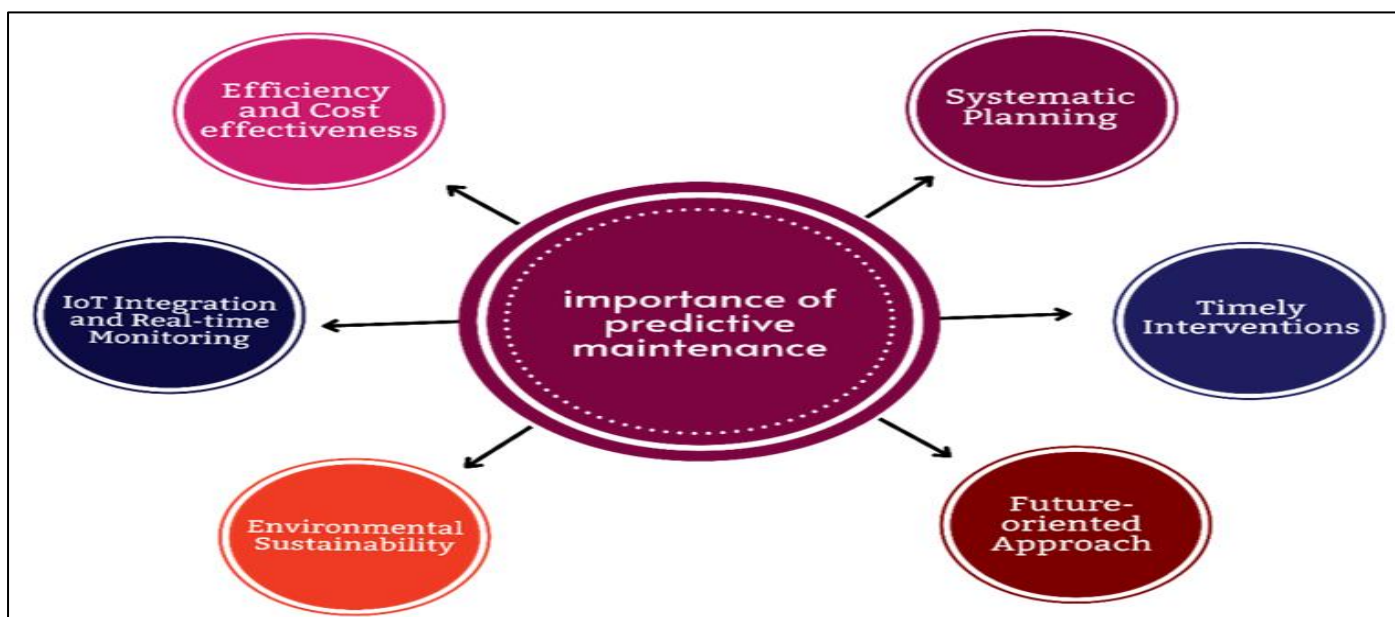 Efficiency
and Cost
effectiveness
Systematic
Planning
IoT Integration
and Real-time
Monitoring
importance of
predictive
maintenance
Timely
Interventions
Environmental
Sustainability
Future-
oriented
Approach